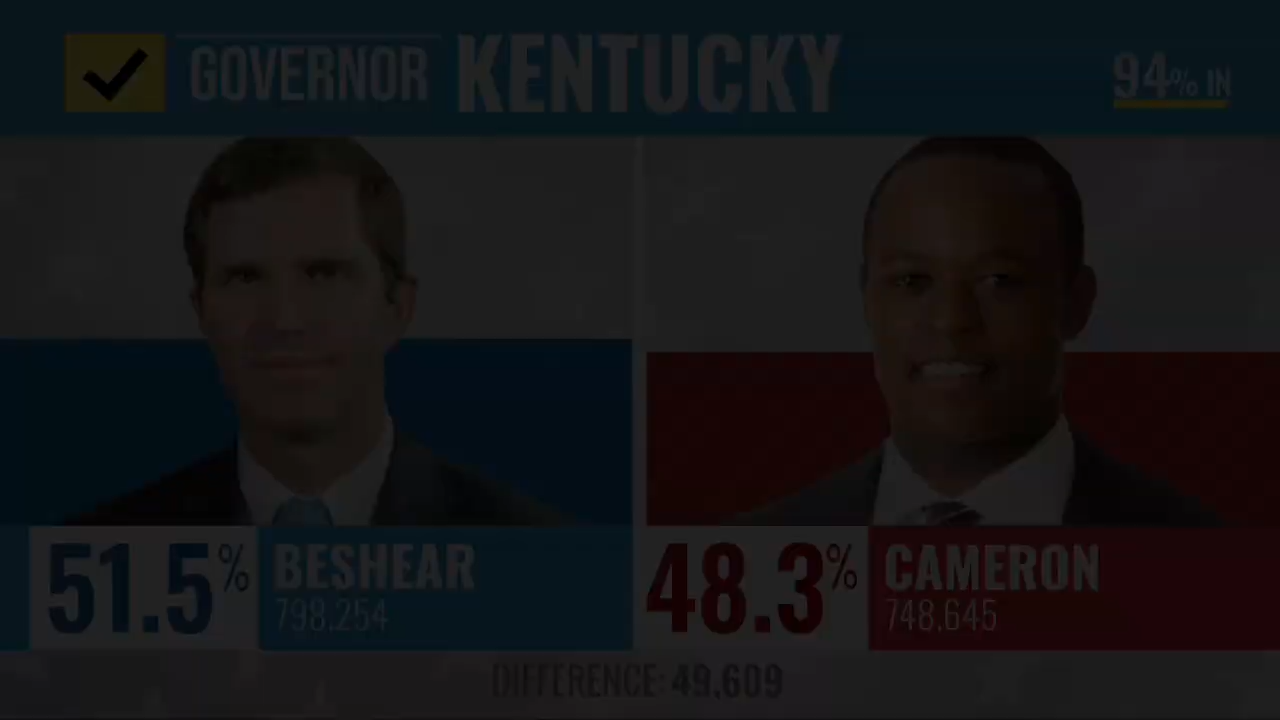 GOVERNOR KENTUCKY
94% IN
51.5% BESHEAR
798,254
48.3% CAMERON
748,645
DIFFERENCE: 49,609